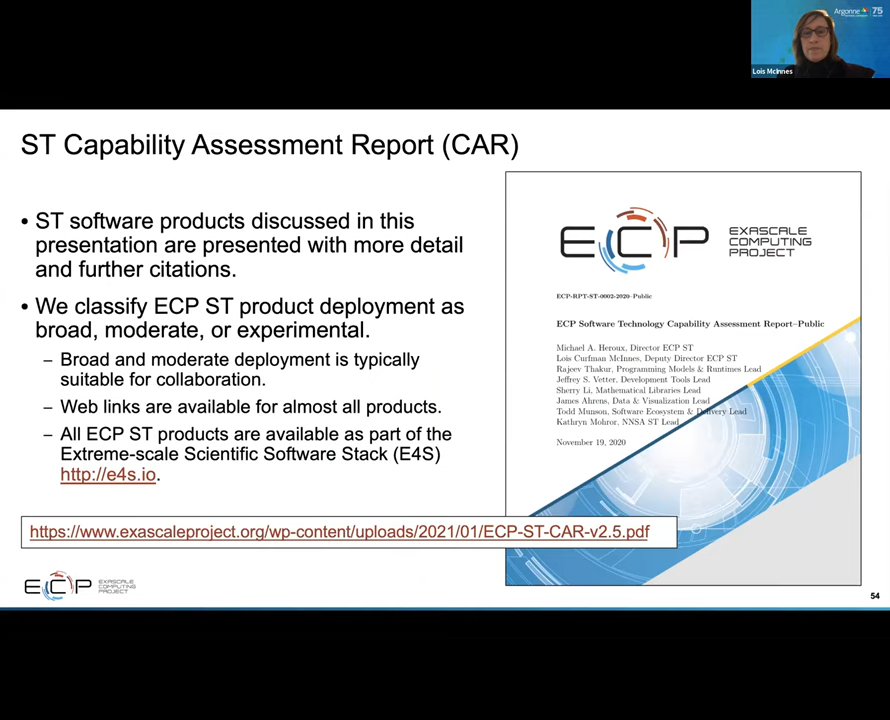 Argonne 75
Lois McInnes
ST Capability Assessment Report (CAR)
• ST software products discussed in this
presentation are presented with more detail
and further citations.
• We classify ECP ST product deployment as
broad, moderate, or experimental.
– Broad and moderate deployment is typically
suitable for collaboration.
– Web links are available for almost all products.
– All ECP ST products are available as part of the
Extreme-scale Scientific Software Stack (E4S)
http://e4s.io.
ECP EXASCALE
COMPUTING
PROJECT
ECP-RPT-ST-0002-2020–Public
ECP Software Technology Capability Assessment Report–Public
Michael A. Heroux, Director ECP ST
Lois Curfman McInnes, Deputy Director ECP ST
Rajeev Thakur, Programming Models & Runtimes Lead
Jeffrey S. Vetter, Development Tools Lead
Sherry Li, Mathematical Libraries Lead
James Ahrens, Data & Visualization Lead
Todd Munson, Software Ecosystem & Delivery Lead
Kathryn Mohror, NNSA ST Lead
November 19, 2020
https://www.exascaleproject.org/wp-content/uploads/2021/01/ECP-ST-CAR-v2.5.pdf
ECP EXASCALE
COMPUTING
PROJECT
54